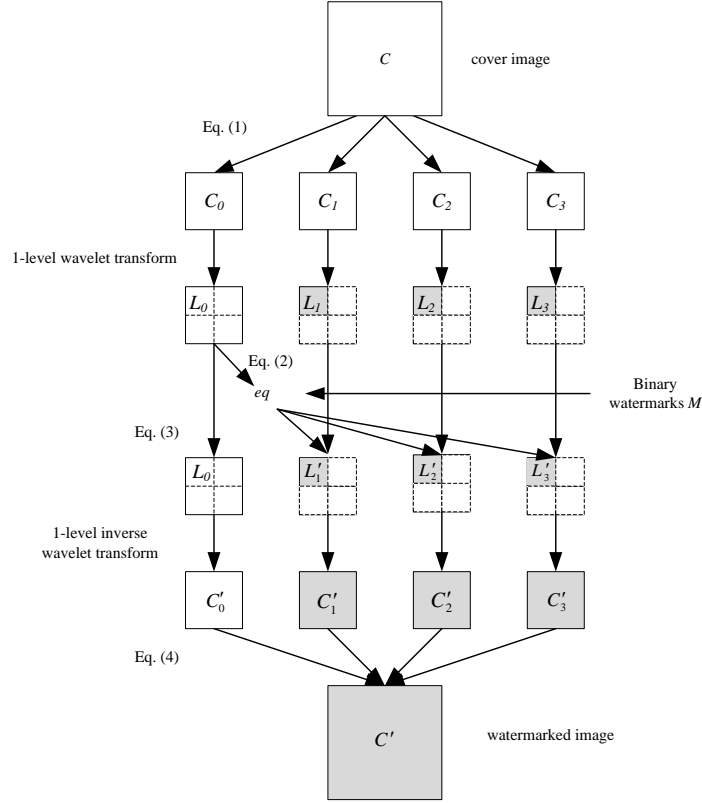 C
cover image
Eq. (1)
C₀ C₁ C₂ C₃
1-level wavelet transform
L₀ L₁ L₂ L₃
Eq. (2)
eq
Binary
watermarks M
Eq. (3)
L₀ L′₁ L′₂ L′₃
1-level inverse
wavelet transform
C′₀ C′₁ C′₂ C′₃
Eq. (4)
C′
watermarked image